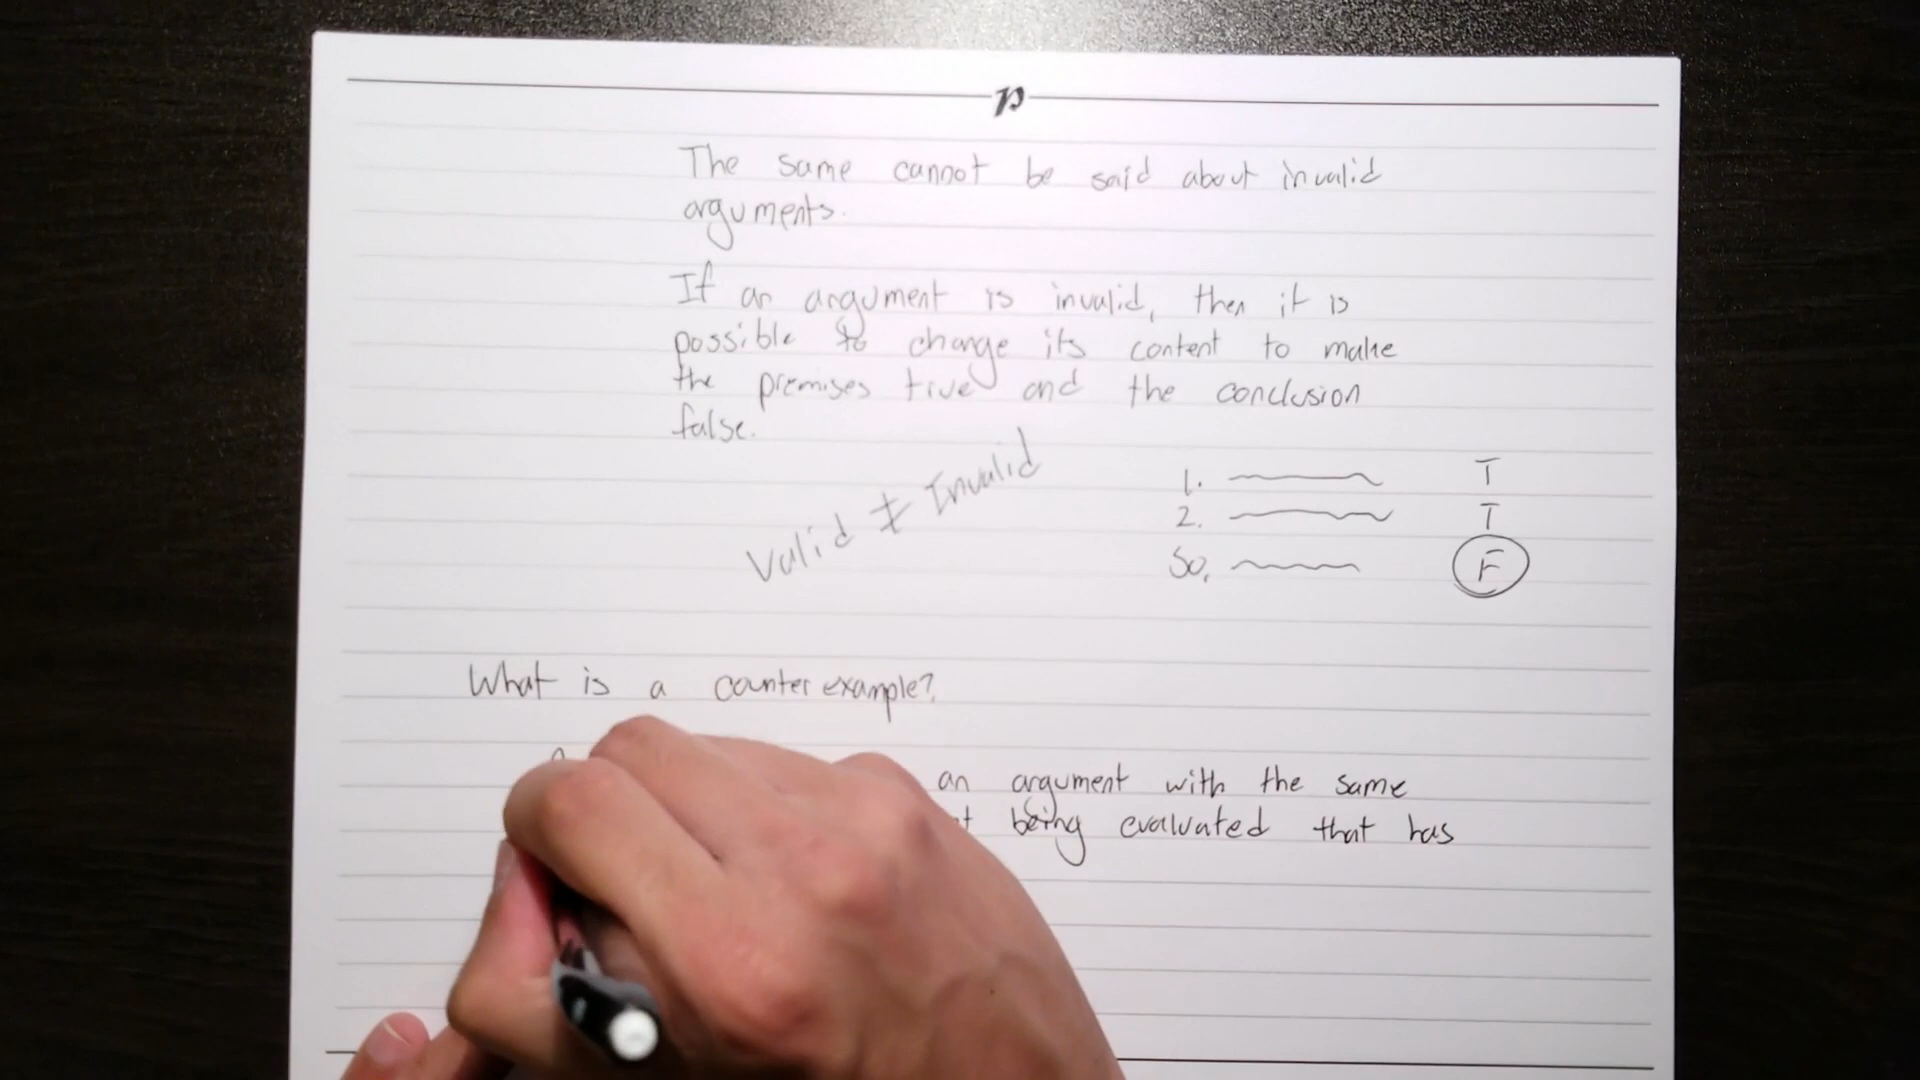 p
The same cannot be said about invalid
arguments.
If an argument is invalid, then it is
possible to change its content to make
the premises true and the conclusion
false.
Valid ≠ Invalid
1. T
2. T
So, F
What is a counterexample?
an argument with the same
being evaluated that has